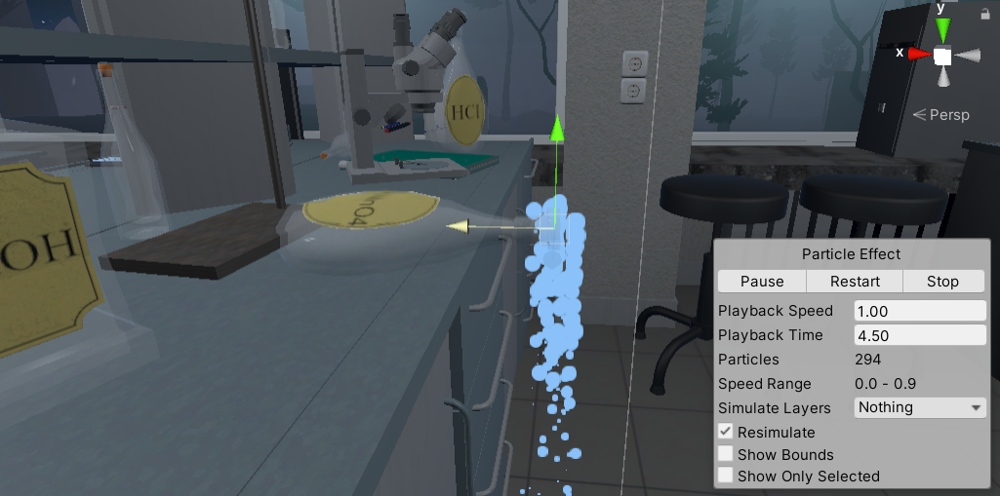 HCl
OH
y
x
Persp
Particle Effect
Pause Restart Stop
Playback Speed 1.00
Playback Time 4.50
Particles 294
Speed Range 0.0 - 0.9
Simulate Layers Nothing
Resimulate
Show Bounds
Show Only Selected